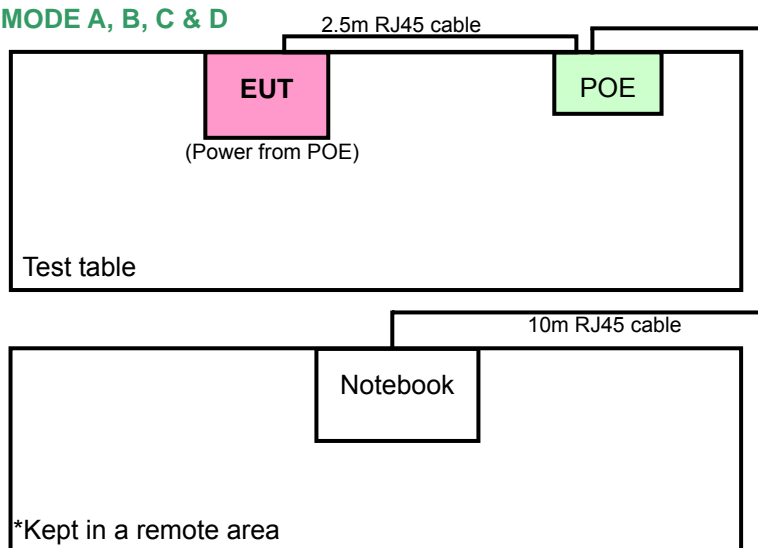 MODE A, B, C & D
2.5m RJ45 cable
EUT
POE
(Power from POE)
Test table
10m RJ45 cable
Notebook
*Kept in a remote area